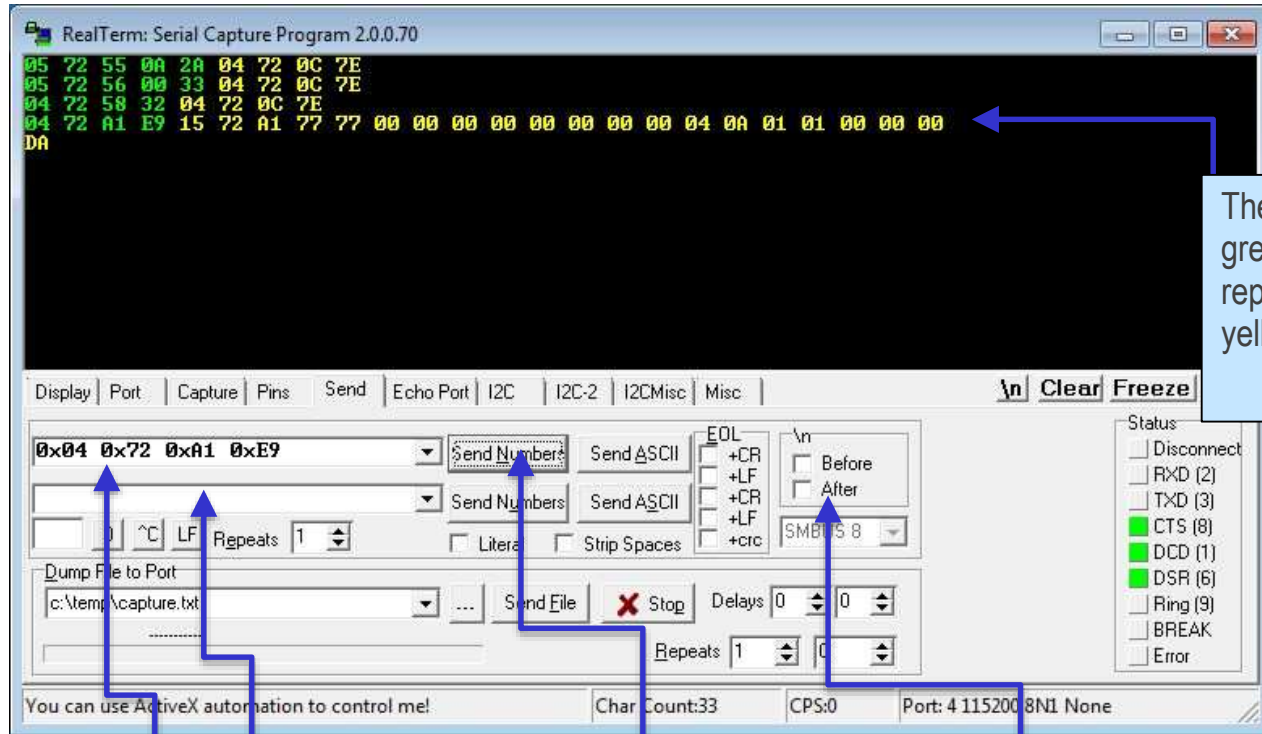 RealTerm: Serial Capture Program 2.0.0.70
05 72 55 0A 2A 04 72 0C 7E
05 72 56 00 33 04 72 0C 7E
04 72 58 32 04 72 0C 7E
04 72 A1 E9 15 72 A1 77 77 00 00 00 00 00 00 00 00 04 0A 01 01 00 00 00
DA
The
gre
rep
yell
Display Port Capture Pins Send Echo Port I2C I2C-2 I2CMisc Misc \n Clear Freeze
Status
Disconnect
RXD (2)
TXD (3)
CTS (8)
DCD (1)
DSR (6)
Ring (9)
BREAK
Error
0x04 0x72 0xA1 0xE9 Send Numbers Send ASCII
Send Numbers Send ASCII
EOL
+CR
+LF
+CR
+LF
+crc
\n
Before
After
SMBUS 8
^C LF Repeats 1 Literal Strip Spaces
Dump File to Port
c:\temp\capture.txt ... Send File Stop Delays 0 0
Repeats 1 0
You can use ActiveX automation to control me! Char Count:33 CPS:0 Port: 4 115200 8N1 None